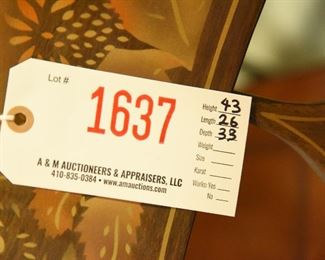 Lot #
1637
Height 43
Length 26
Depth 33
Weight
Size
Karat
Works: Yes
No
A & M AUCTIONEERS & APPRAISERS, LLC
410-835-0384 • www.amauctions.com